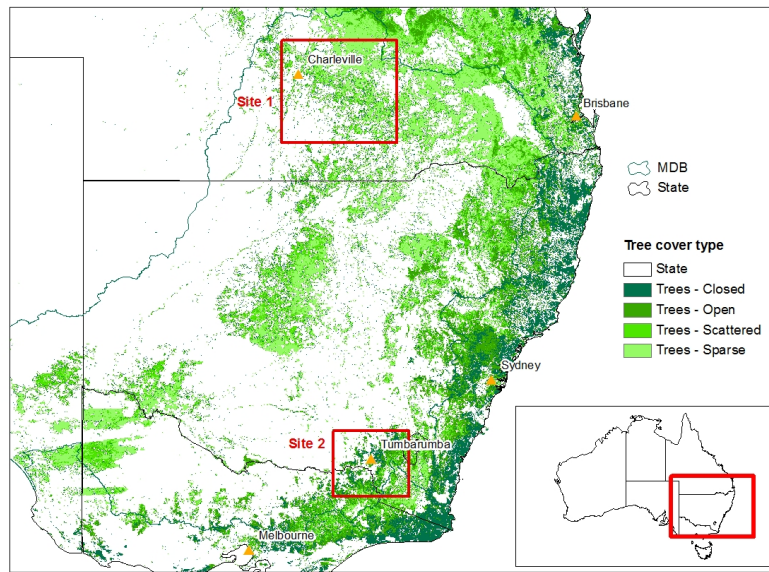 Charleville
Site 1
Brisbane
MDB
State
Tree cover type
State
Trees - Closed
Trees - Open
Trees - Scattered
Trees - Sparse
Sydney
Site 2
Tumbarumba
Melbourne